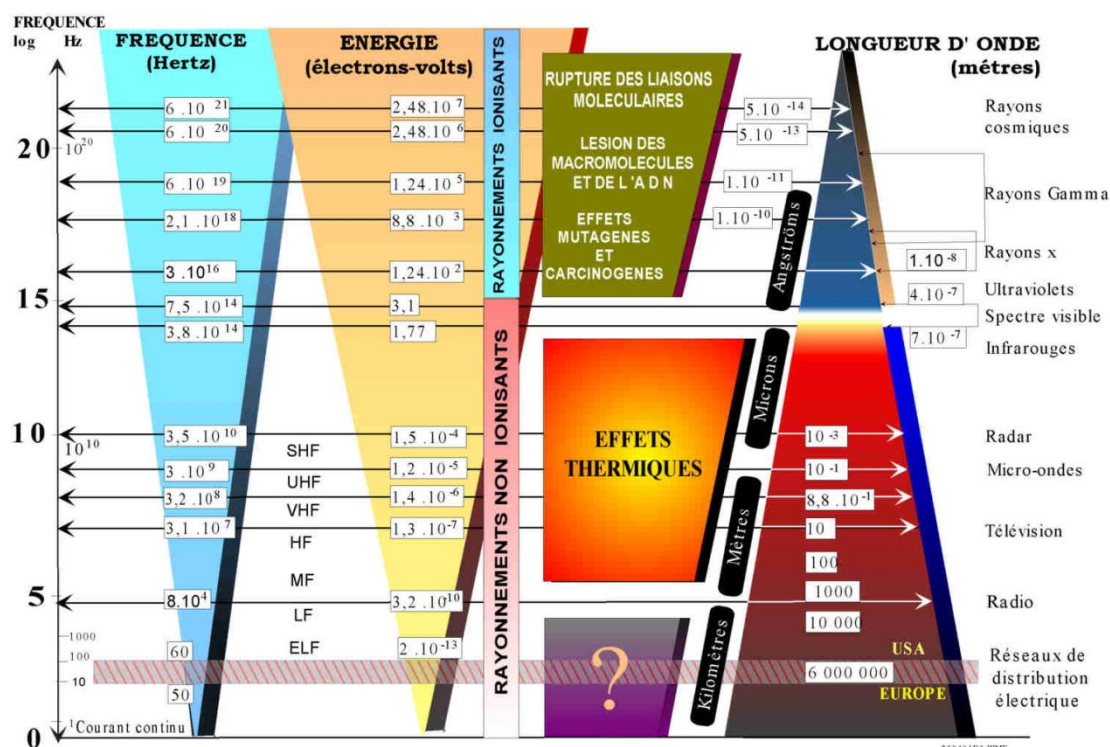 FREQUENCE
log Hz
FREQUENCE
(Hertz)
ENERGIE
(électrons-volts)
LONGUEUR D' ONDE
(métres)
RAYONNEMENTS IONISANTS
RAYONNEMENTS NON IONISANTS
RUPTURE DES LIAISONS
MOLECULAIRES
LESION DES
MACROMOLECULES
ET DE L 'A D N
EFFETS
MUTAGENES
ET
CARCINOGENES
EFFETS
THERMIQUES
?
20
10²⁰
15
10
10¹⁰
5
1000
100
10
1
0
Courant continu
6 .10 ²¹
6 .10 ²⁰
6 .10 ¹⁹
2,1 .10 ¹⁸
3 .10¹⁶
7,5 .10 ¹⁴
3,8 .10 ¹⁴
3,5 .10 ¹⁰
3 .10 ⁹
3,2 .10 ⁸
3,1 .10 ⁷
8.10⁴
60
50
SHF
UHF
VHF
HF
MF
LF
ELF
2,48.10 ⁷
2,48.10 ⁶
1,24.10 ⁵
8,8.10 ³
1,24.10 ²
3,1
1,77
1,5 .10 ⁻⁴
1,2 .10 ⁻⁵
1,4 .10 ⁻⁶
1,3 .10 ⁻⁷
3,2 .10⁻¹⁰
2 .10 ⁻¹³
5.10 ⁻¹⁴
5.10 ⁻¹³
1.10 ⁻¹¹
1.10 ⁻¹⁰
1.10 ⁻⁸
4.10 ⁻⁷
7.10 ⁻⁷
10 ⁻³
10 ⁻¹
8,8.10 ⁻¹
10
100
1000
10 000
6 000 000
USA
EUROPE
Angströms
Microns
Mètres
Kilomètres
Rayons
cosmiques
Rayons Gamma
Rayons x
Ultraviolets
Spectre visible
Infrarouges
Radar
Micro-ondes
Télévision
Radio
Réseaux de
distribution
électrique